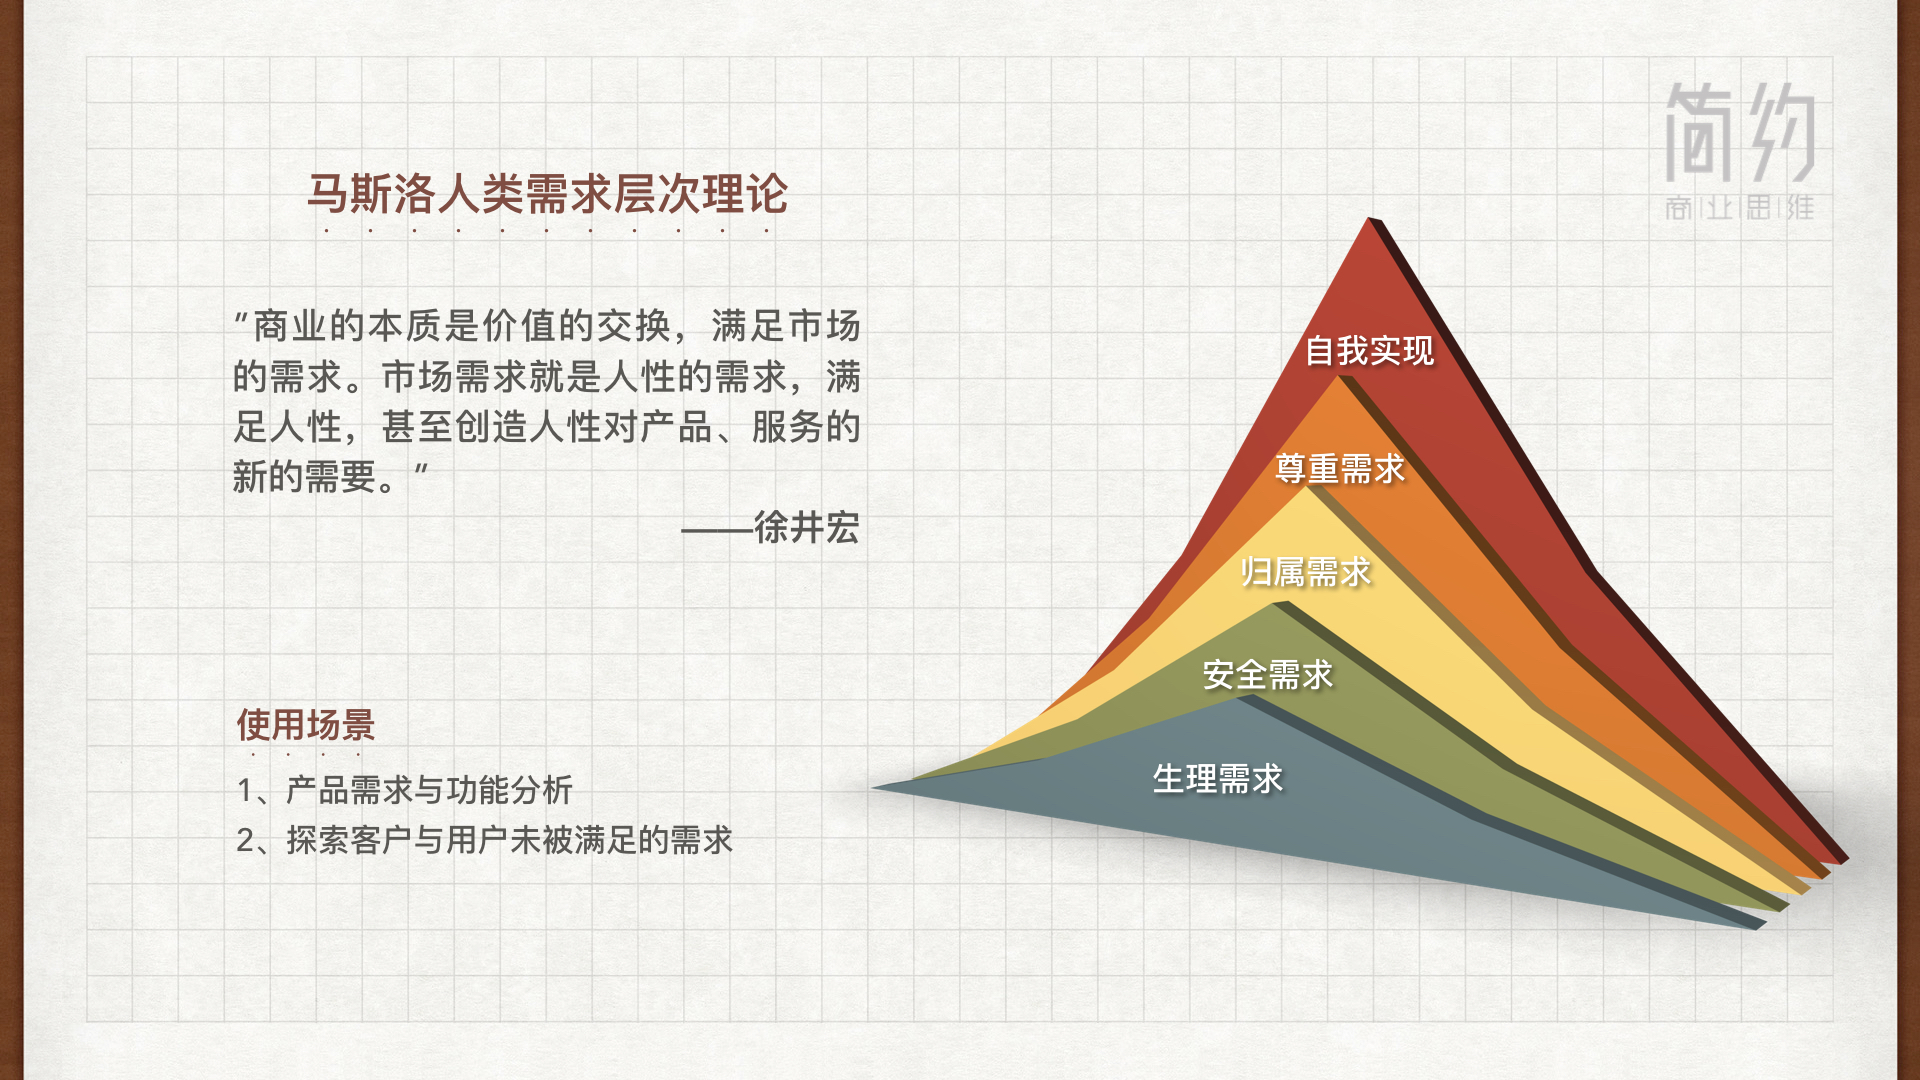 简约
商业思维
马斯洛人类需求层次理论
"商业的本质是价值的交换，满足市场
的需求。市场需求就是人性的需求，满
足人性，甚至创造人性对产品、服务的
新的需要。"
——徐井宏
使用场景
1、产品需求与功能分析
2、探索客户与用户未被满足的需求
自我实现
尊重需求
归属需求
安全需求
生理需求